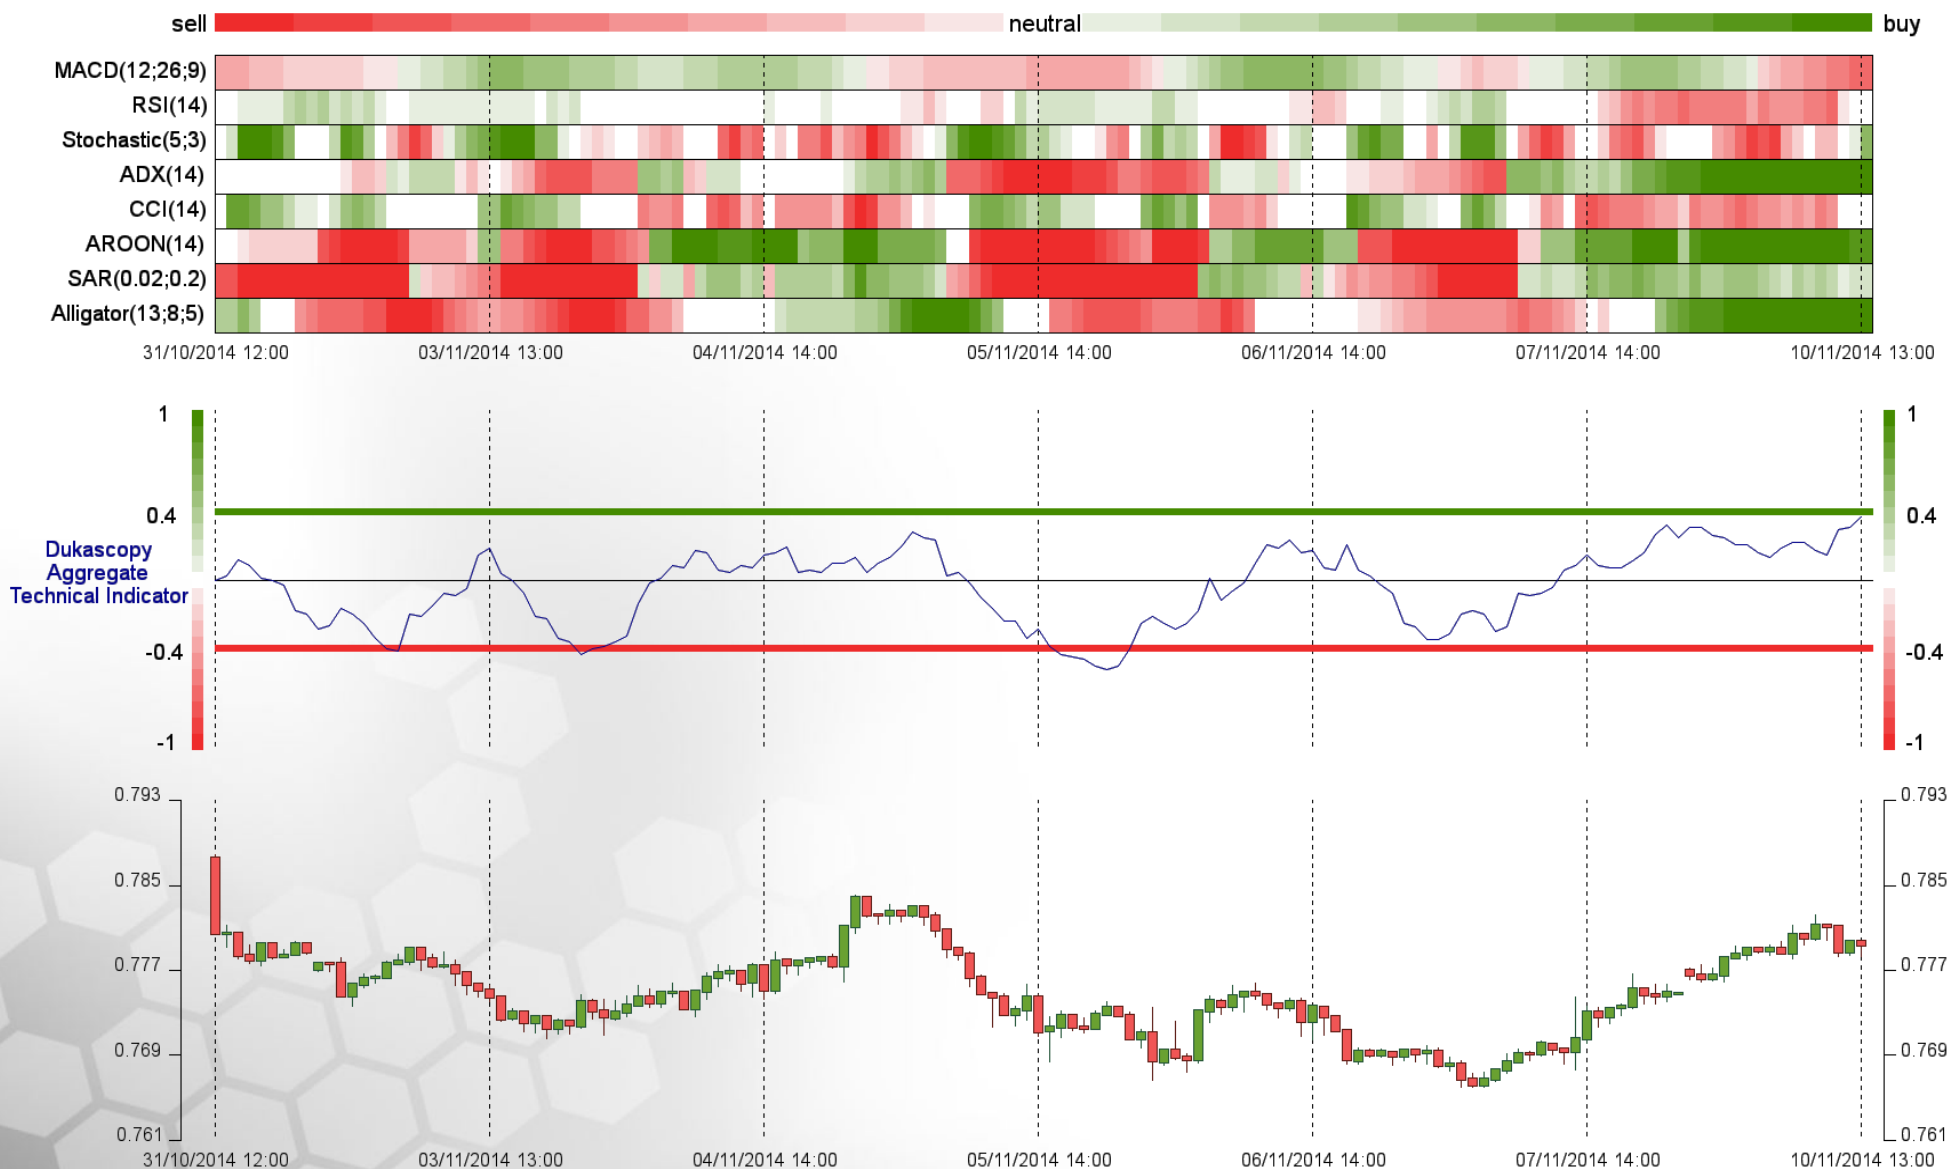 sell neutral buy
MACD(12;26;9)
RSI(14)
Stochastic(5;3)
ADX(14)
CCI(14)
AROON(14)
SAR(0.02;0.2)
Alligator(13;8;5)
31/10/2014 12:00 03/11/2014 13:00 04/11/2014 14:00 05/11/2014 14:00 06/11/2014 14:00 07/11/2014 14:00 10/11/2014 13:00
1 1
0.4 0.4
Dukascopy
Aggregate
Technical Indicator
-0.4 -0.4
-1 -1
0.793 0.793
0.785 0.785
0.777 0.777
0.769 0.769
0.761 0.761
31/10/2014 12:00 03/11/2014 13:00 04/11/2014 14:00 05/11/2014 14:00 06/11/2014 14:00 07/11/2014 14:00 10/11/2014 13:00